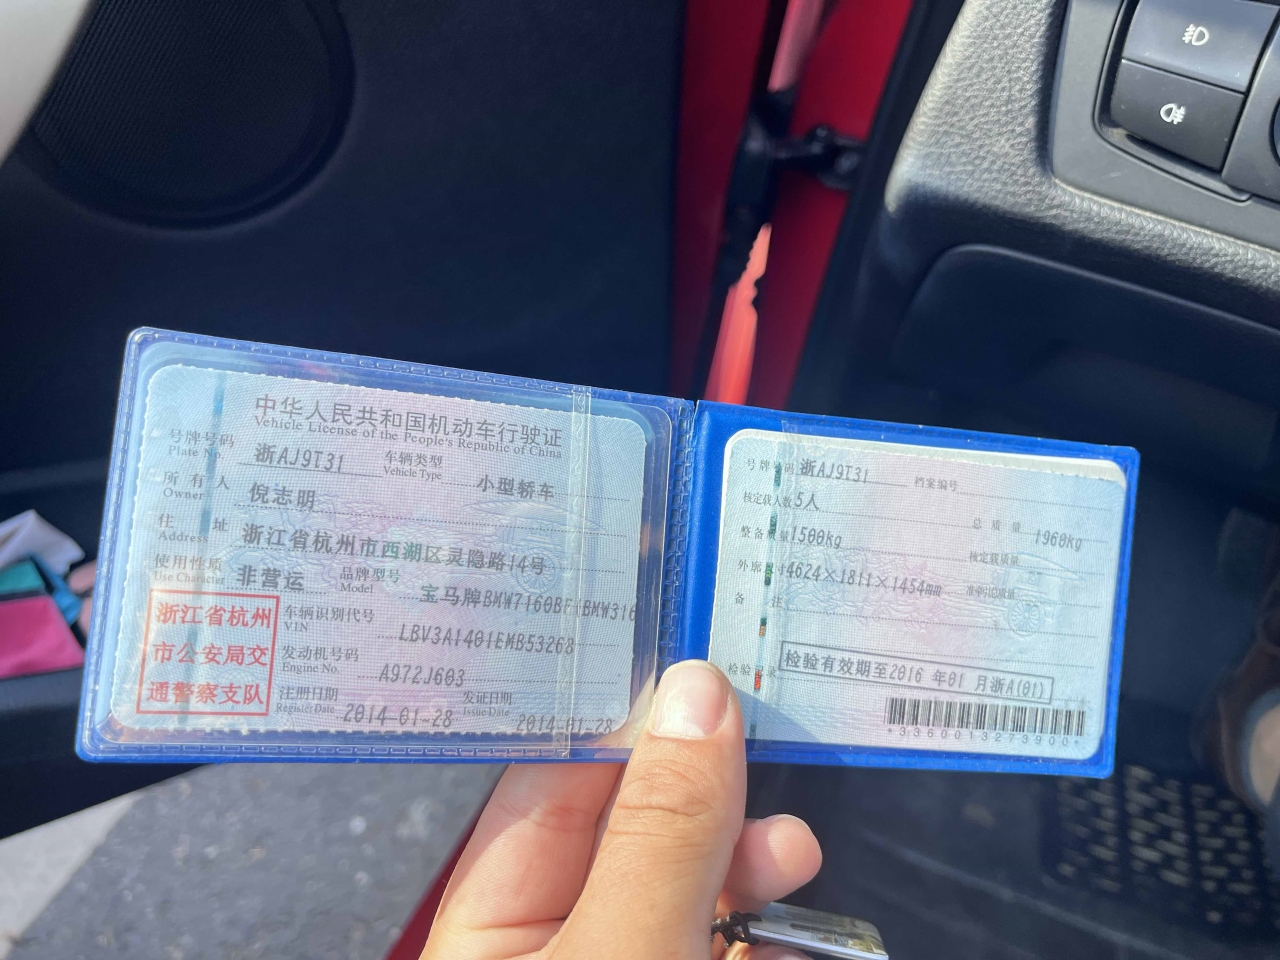 中华人民共和国机动车行驶证
Vehicle License of the People's Republic of China
号牌号码 浙AJ9T31 车辆类型 小型轿车
Plate No. Vehicle Type
所有人 倪志明
Owner
住址 浙江省杭州市西湖区灵隐路14号
Address
使用性质 非营运 品牌型号 宝马牌BMW7160BF(BMW316
Use Character Model
浙江省杭州
市公安局交
通警察支队
车辆识别代号 LBV3A1401EMB53268
VIN
发动机号码 A972J603
Engine No.
注册日期 2014-01-28 发证日期 2014-01-28
Register Date Issue Date
号牌号码 浙AJ9T31 档案编号
核定载人数 5人 总质量 1960kg
整备质量 1500kg 核定载质量
外廓尺寸 4624×1811×1454mm 准牵引总质量
备注
检验记录 检验有效期至2016 年01 月浙A(01)
*3360013273900*